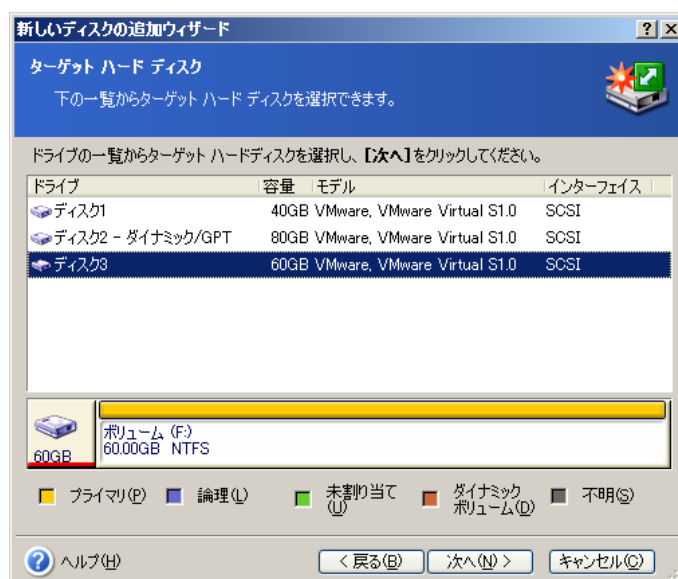 新しいディスクの追加ウィザード
ターゲット ハード ディスク
下の一覧からターゲット ハード ディスクを選択できます。
ドライブの一覧からターゲット ハードディスクを選択し、【次へ】をクリックしてください。
ドライブ 容量 モデル インターフェイス
ディスク1 40GB VMware, VMware Virtual S1.0 SCSI
ディスク2 - ダイナミック/GPT 80GB VMware, VMware Virtual S1.0 SCSI
ディスク3 60GB VMware, VMware Virtual S1.0 SCSI
ボリューム (F:)
60GB 60.00GB NTFS
プライマリ(P) 論理(L) 未割り当て(U) ダイナミック ボリューム(D) 不明(S)
ヘルプ(H) < 戻る(B) 次へ(N) > キャンセル(C)